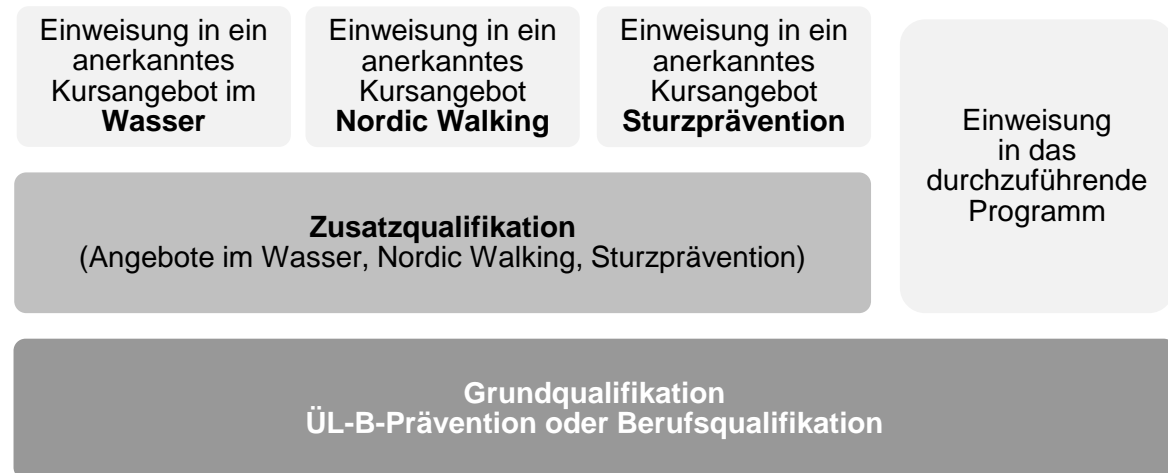 Einweisung in ein
anerkanntes
Kursangebot im
Wasser
Einweisung in ein
anerkanntes
Kursangebot
Nordic Walking
Einweisung in ein
anerkanntes
Kursangebot
Sturzprävention
Einweisung
in das
durchzuführende
Programm
Zusatzqualifikation
(Angebote im Wasser, Nordic Walking, Sturzprävention)
Grundqualifikation
ÜL-B-Prävention oder Berufsqualifikation